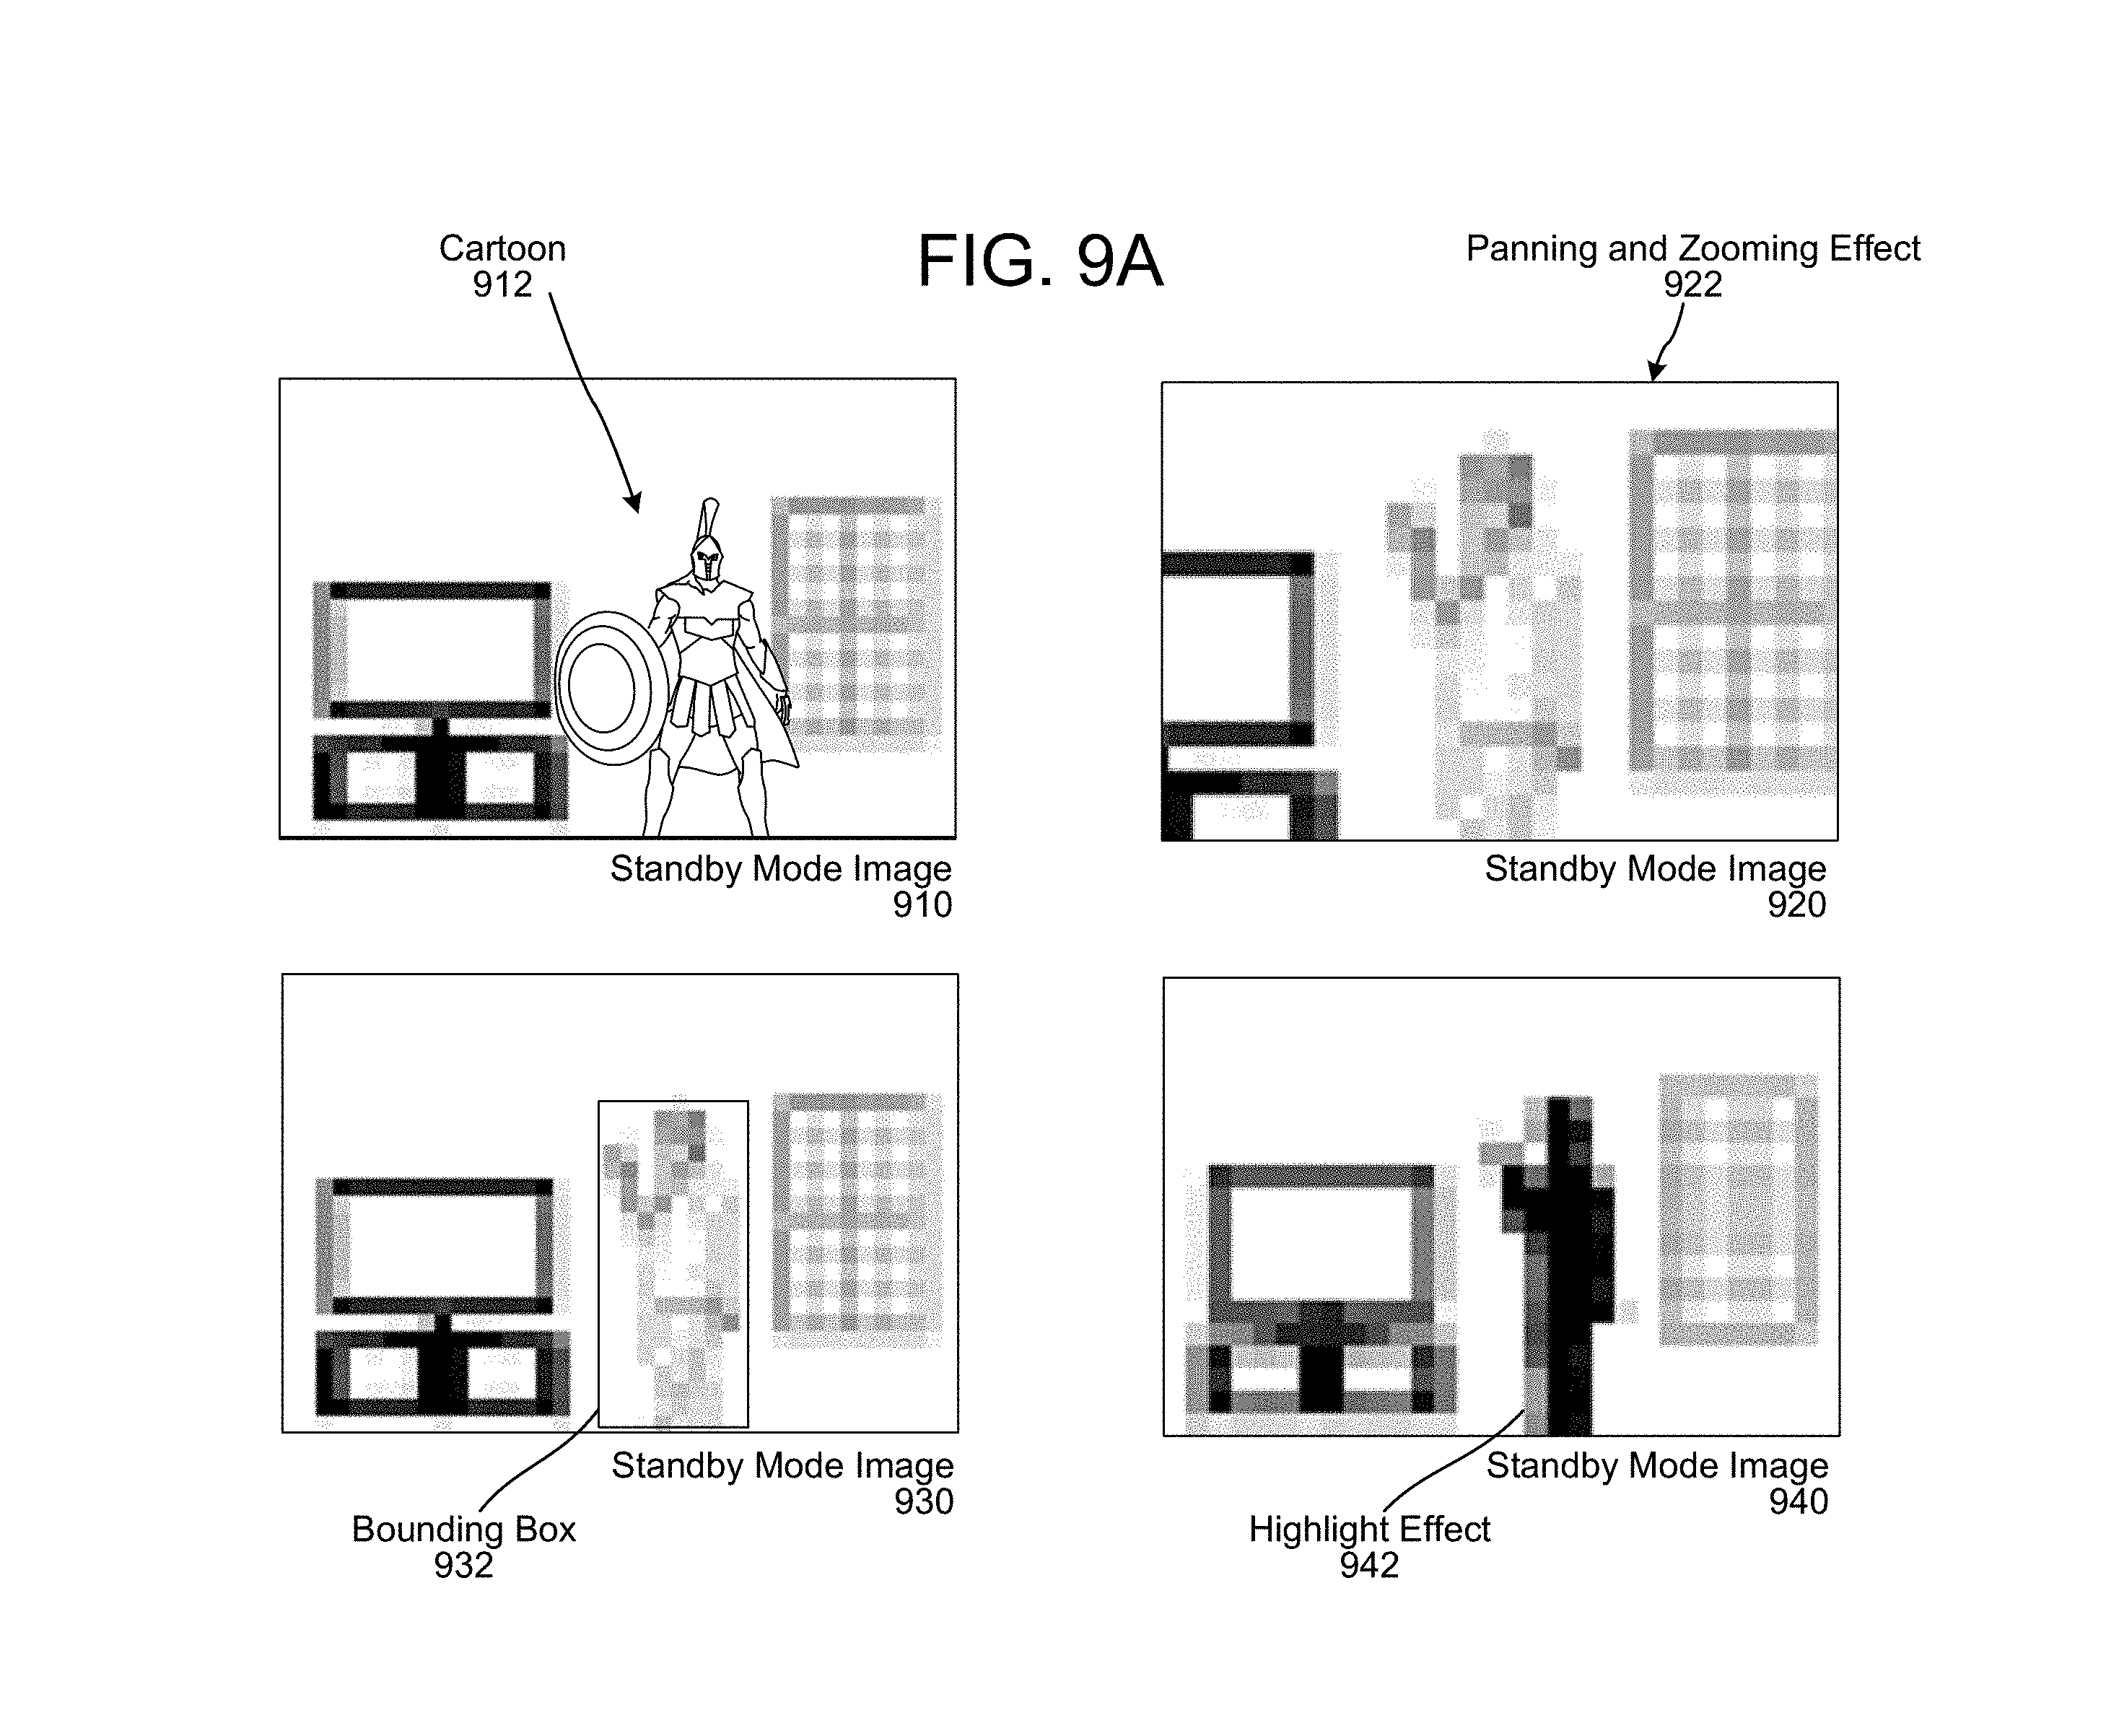 FIG. 9A
Cartoon
912
Panning and Zooming Effect
922
Standby Mode Image
910
Standby Mode Image
920
Standby Mode Image
930
Bounding Box
932
Standby Mode Image
940
Highlight Effect
942